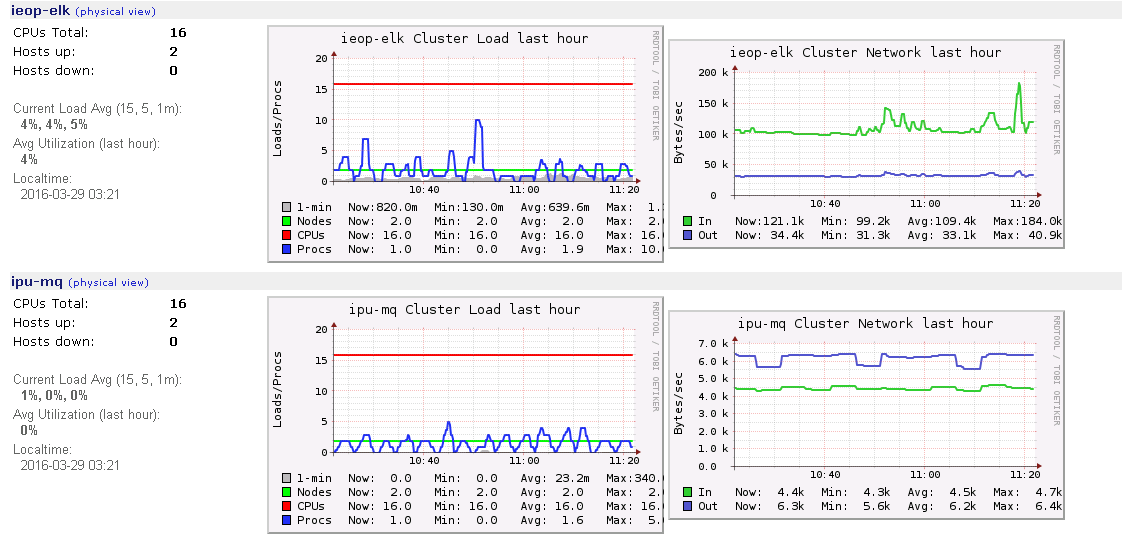 ieop-elk (physical view)
CPUs Total: 16
Hosts up: 2
Hosts down: 0
Current Load Avg (15, 5, 1m):
4%, 4%, 5%
Avg Utilization (last hour):
4%
Localtime:
2016-03-29 03:21
ieop-elk Cluster Load last hour
RRDTOOL / TOBI OETIKER
Loads/Procs
20
15
10
5
0
10:40 11:00 11:20
1-min Now:820.0m Min:130.0m Avg:639.6m Max: 1.
Nodes Now: 2.0 Min: 2.0 Avg: 2.0 Max: 2.
CPUs Now: 16.0 Min: 16.0 Avg: 16.0 Max: 16.
Procs Now: 1.0 Min: 0.0 Avg: 1.9 Max: 10.
ieop-elk Cluster Network last hour
RRDTOOL / TOBI OETIKER
Bytes/sec
200 k
150 k
100 k
50 k
0
10:40 11:00 11:20
In Now:121.1k Min: 99.2k Avg:109.4k Max:184.0k
Out Now: 34.4k Min: 31.3k Avg: 33.1k Max: 40.9k
ipu-mq (physical view)
CPUs Total: 16
Hosts up: 2
Hosts down: 0
Current Load Avg (15, 5, 1m):
1%, 0%, 0%
Avg Utilization (last hour):
0%
Localtime:
2016-03-29 03:21
ipu-mq Cluster Load last hour
RRDTOOL / TOBI OETIKER
Loads/Procs
20
15
10
5
0
10:40 11:00 11:20
1-min Now: 0.0 Min: 0.0 Avg: 23.2m Max:340.
Nodes Now: 2.0 Min: 2.0 Avg: 2.0 Max: 2.
CPUs Now: 16.0 Min: 16.0 Avg: 16.0 Max: 16.
Procs Now: 1.0 Min: 0.0 Avg: 1.6 Max: 5.
ipu-mq Cluster Network last hour
RRDTOOL / TOBI OETIKER
Bytes/sec
7.0 k
6.0 k
5.0 k
4.0 k
3.0 k
2.0 k
1.0 k
0.0
10:40 11:00 11:20
In Now: 4.4k Min: 4.3k Avg: 4.5k Max: 4.7k
Out Now: 6.3k Min: 5.6k Avg: 6.2k Max: 6.4k